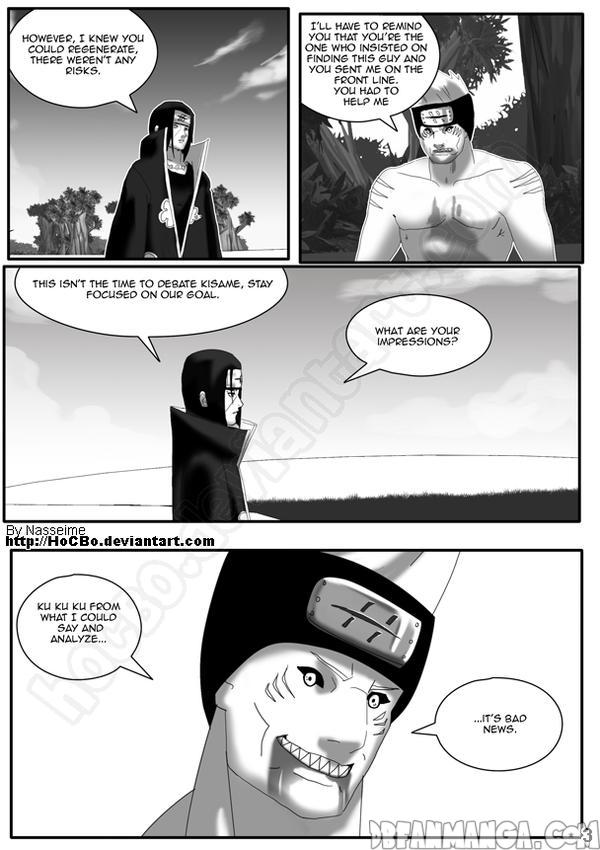 HOWEVER, I KNEW YOU
COULD REGENERATE,
THERE WEREN'T ANY
RISKS.
I'LL HAVE TO REMIND
YOU THAT YOU'RE THE
ONE WHO INSISTED ON
FINDING THIS GUY AND
YOU SENT ME ON THE
FRONT LINE.
YOU HAD TO
HELP ME
THIS ISN'T THE TIME TO DEBATE KISAME, STAY
FOCUSED ON OUR GOAL.
WHAT ARE YOUR
IMPRESSIONS?
By Nasseime
http://HoCBo.deviantart.com
KU KU KU FROM
WHAT I COULD
SAY AND
ANALYZE...
...IT'S BAD
NEWS.
HoCBo.deviantart.com
3
DBFANMANGA.COM